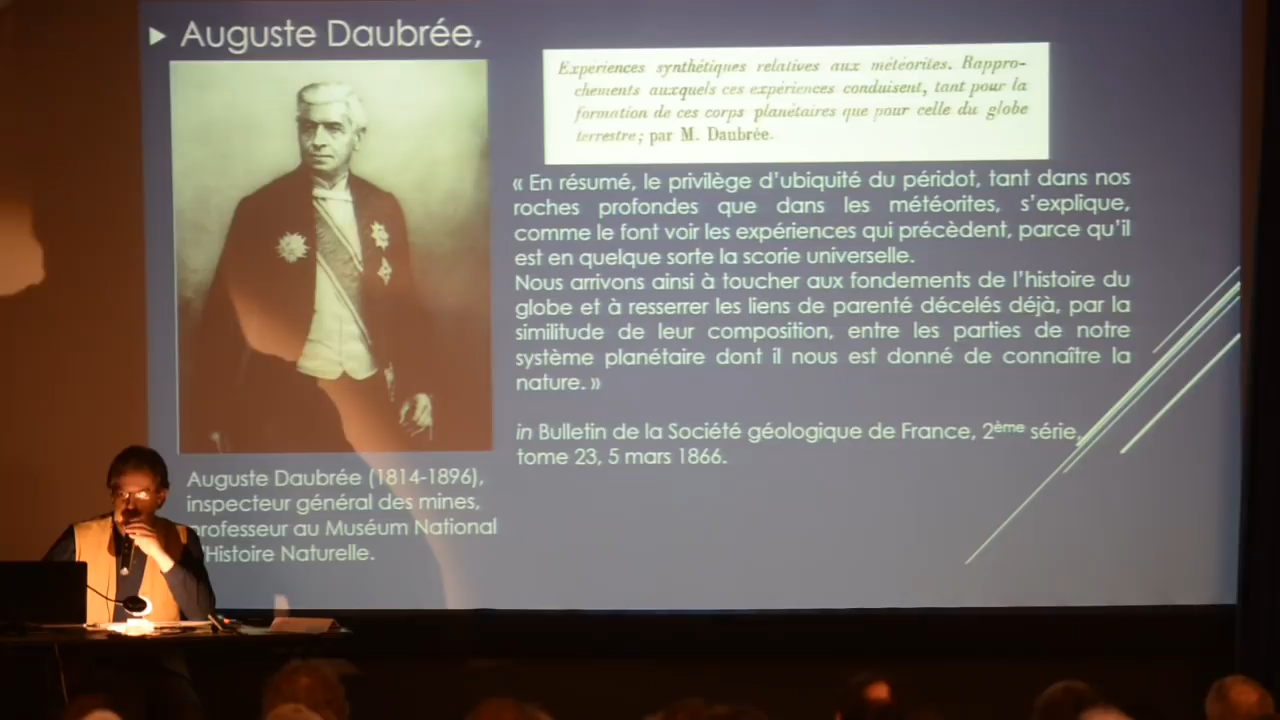 Auguste Daubrée,
Expériences synthétiques relatives aux météorites. Rappro-
chements auxquels ces expériences conduisent, tant pour la
formation de ces corps planétaires que pour celle du globe
terrestre; par M. Daubrée.
« En résumé, le privilège d'ubiquité du péridot, tant dans nos
roches profondes que dans les météorites, s'explique,
comme le font voir les expériences qui précèdent, parce qu'il
est en quelque sorte la scorie universelle.
Nous arrivons ainsi à toucher aux fondements de l'histoire du
globe et à resserrer les liens de parenté décelés déjà, par la
similitude de leur composition, entre les parties de notre
système planétaire dont il nous est donné de connaître la
nature. »
in Bulletin de la Société géologique de France, 2ème série,
tome 23, 5 mars 1866.
Auguste Daubrée (1814-1896),
inspecteur général des mines,
professeur au Muséum National
d'Histoire Naturelle.